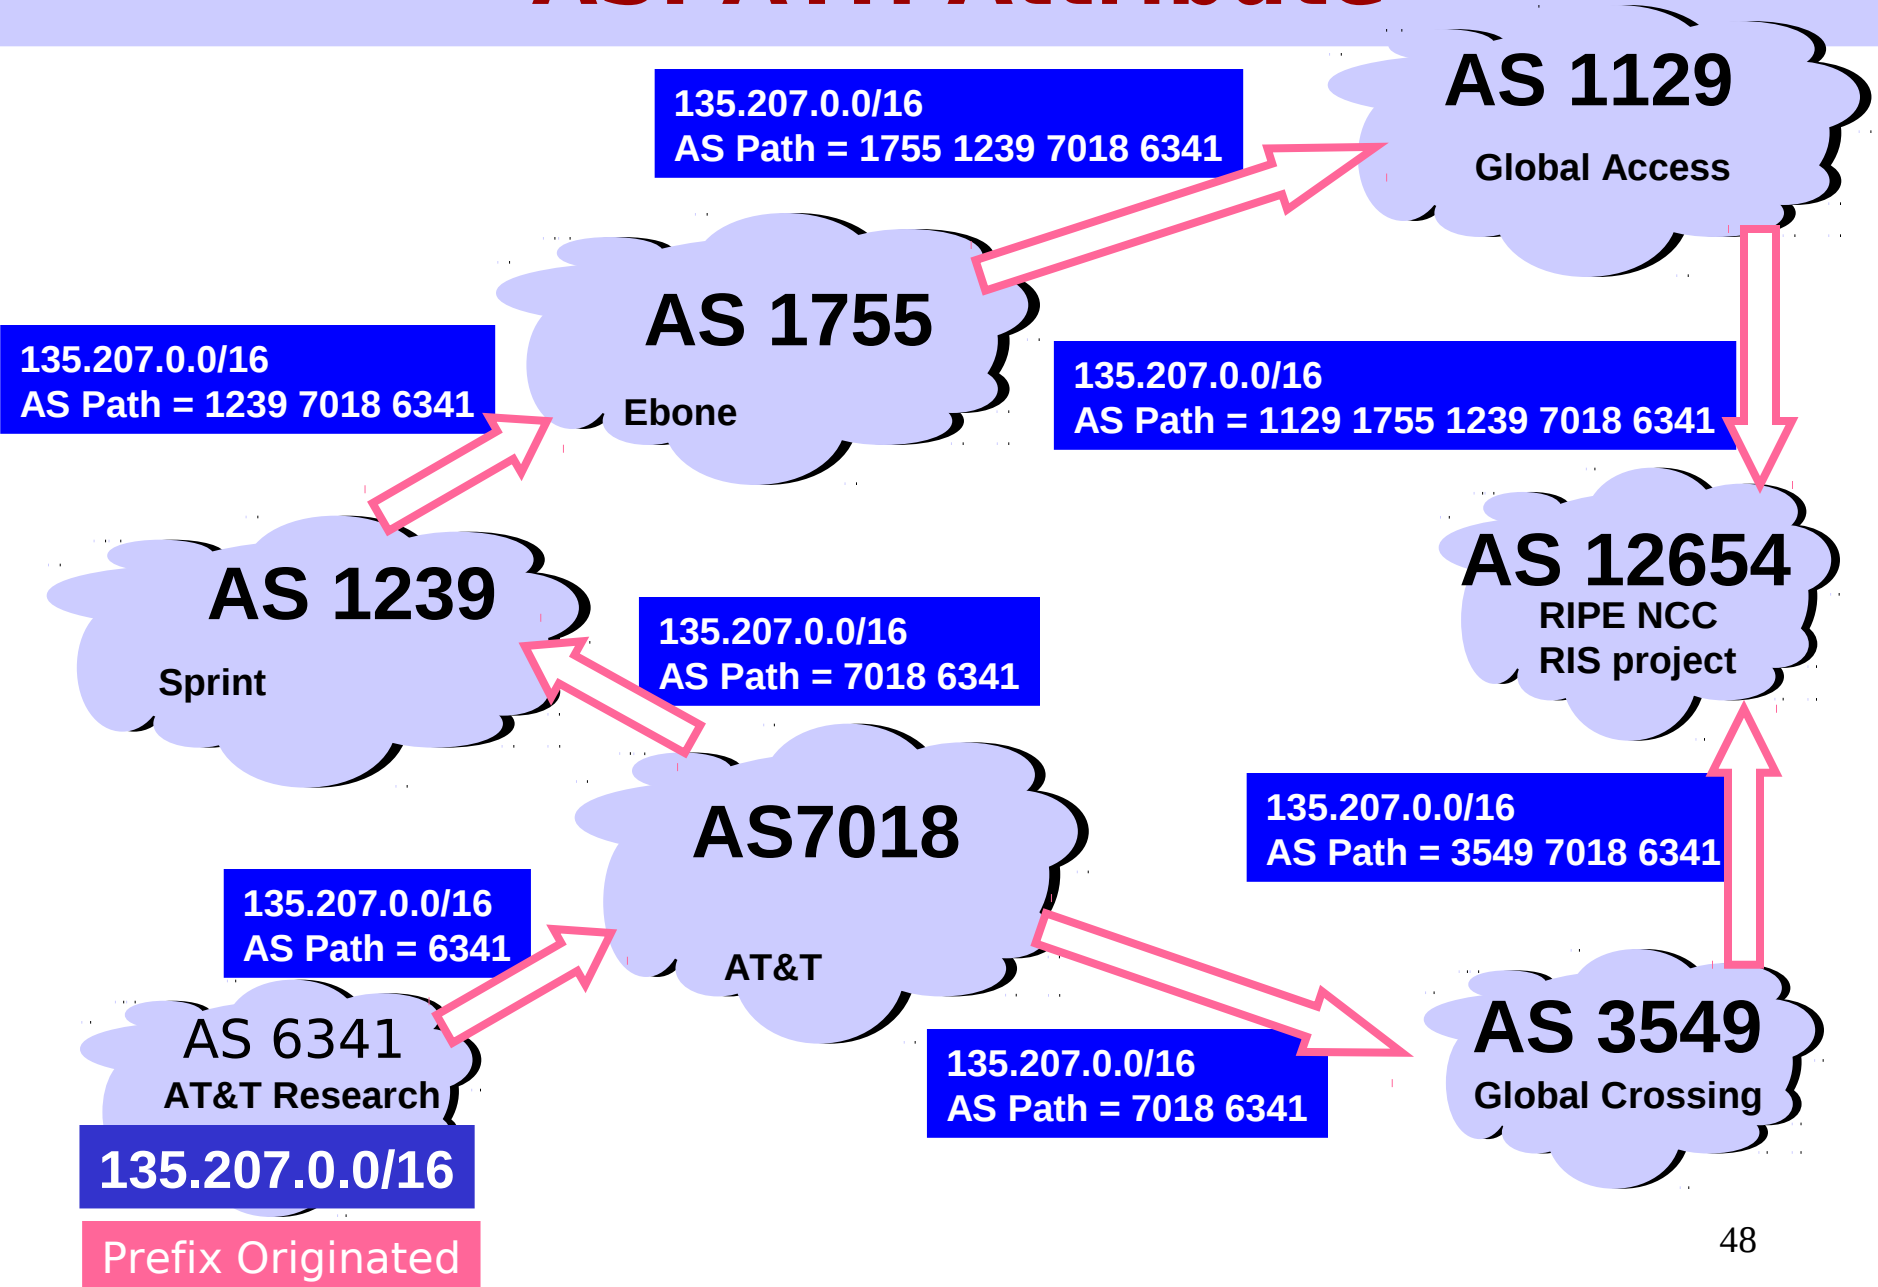 ASPATH Attribute
AS 1129
Global Access
135.207.0.0/16
AS Path = 1755 1239 7018 6341
AS 1755
Ebone
135.207.0.0/16
AS Path = 1239 7018 6341
135.207.0.0/16
AS Path = 1129 1755 1239 7018 6341
AS 12654
RIPE NCC
RIS project
AS 1239
Sprint
135.207.0.0/16
AS Path = 7018 6341
AS7018
AT&T
135.207.0.0/16
AS Path = 3549 7018 6341
135.207.0.0/16
AS Path = 6341
AS 6341
AT&T Research
135.207.0.0/16
Prefix Originated
135.207.0.0/16
AS Path = 7018 6341
AS 3549
Global Crossing
48